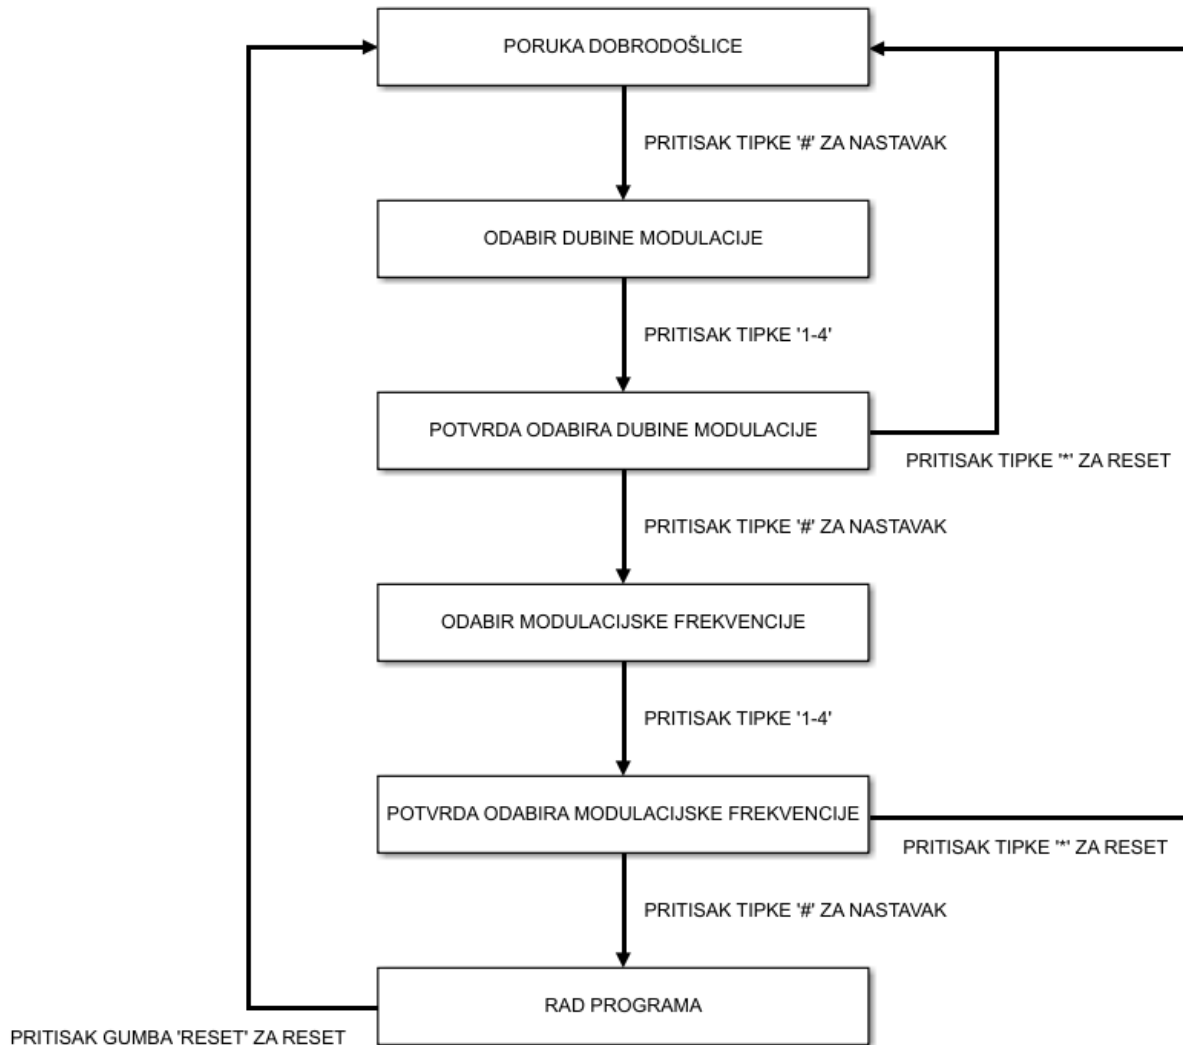 PORUKA DOBRODOŠLICE
PRITISAK TIPKE '#' ZA NASTAVAK
ODABIR DUBINE MODULACIJE
PRITISAK TIPKE '1-4'
POTVRDA ODABIRA DUBINE MODULACIJE
PRITISAK TIPKE '*' ZA RESET
PRITISAK TIPKE '#' ZA NASTAVAK
ODABIR MODULACIJSKE FREKVENCIJE
PRITISAK TIPKE '1-4'
POTVRDA ODABIRA MODULACIJSKE FREKVENCIJE
PRITISAK TIPKE '*' ZA RESET
PRITISAK TIPKE '#' ZA NASTAVAK
RAD PROGRAMA
PRITISAK GUMBA 'RESET' ZA RESET